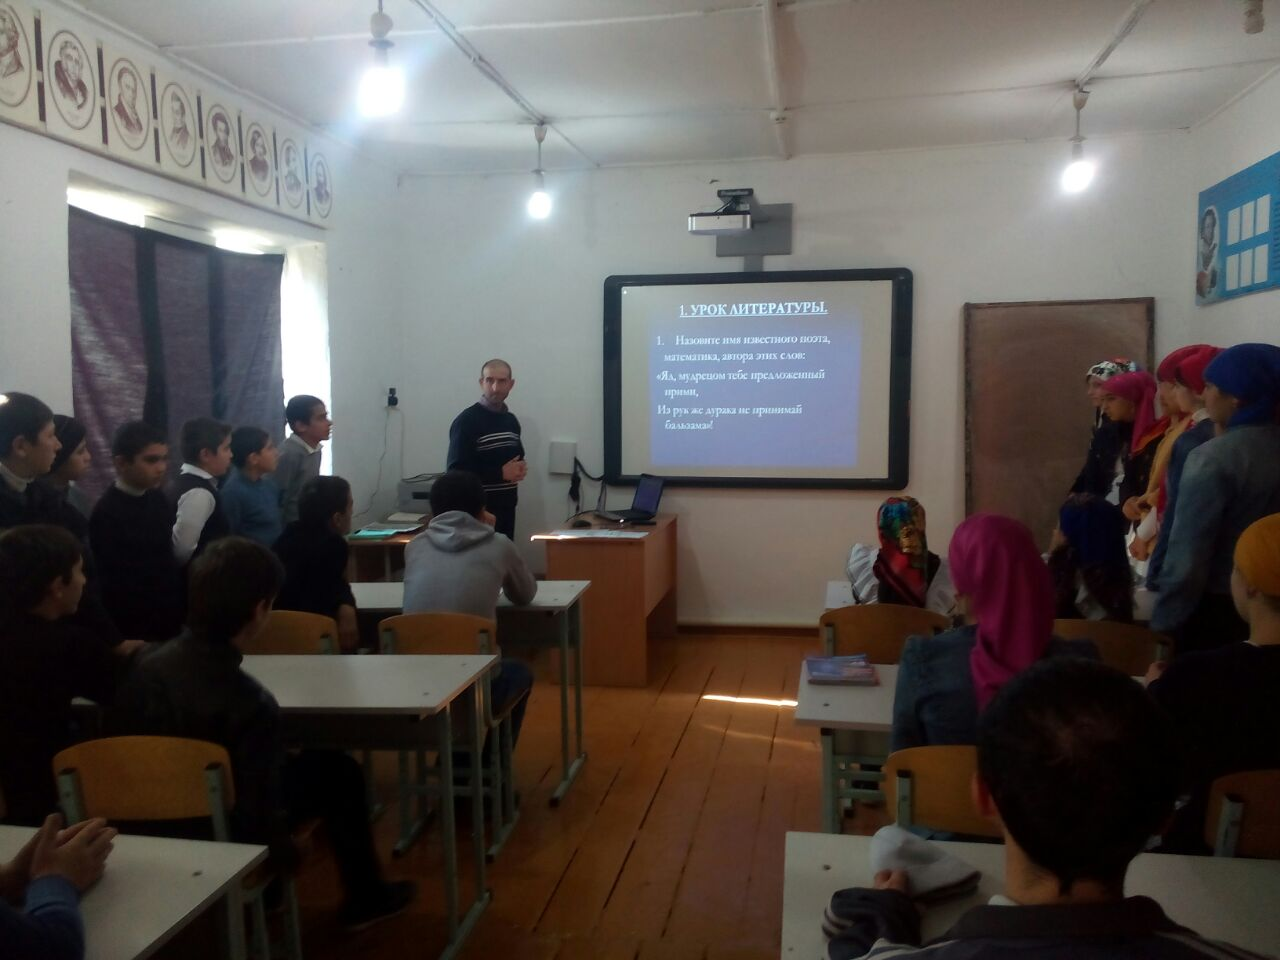 1. УРОК ЛИТЕРАТУРЫ.
1. Назовите имя известного поэта,
математика, автора этих слов:
«Яд, мудрецом тебе предложенный
прими,
Из рук же дурака не принимай
бальзама»!